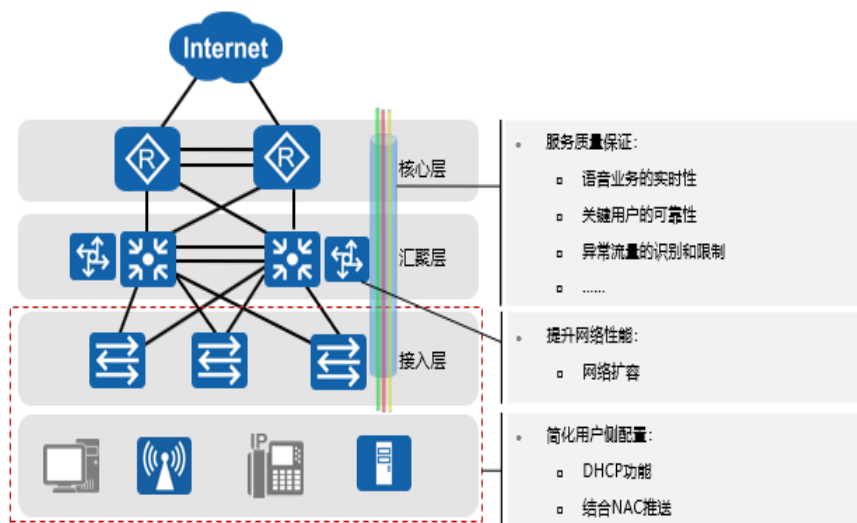 Internet
R
R
核心层
汇聚层
接入层
IP
服务质量保证：
语音业务的实时性
关键用户的可靠性
异常流量的识别和限制
......
提升网络性能：
网络扩容
简化用户侧配置：
DHCP功能
结合NAC推送